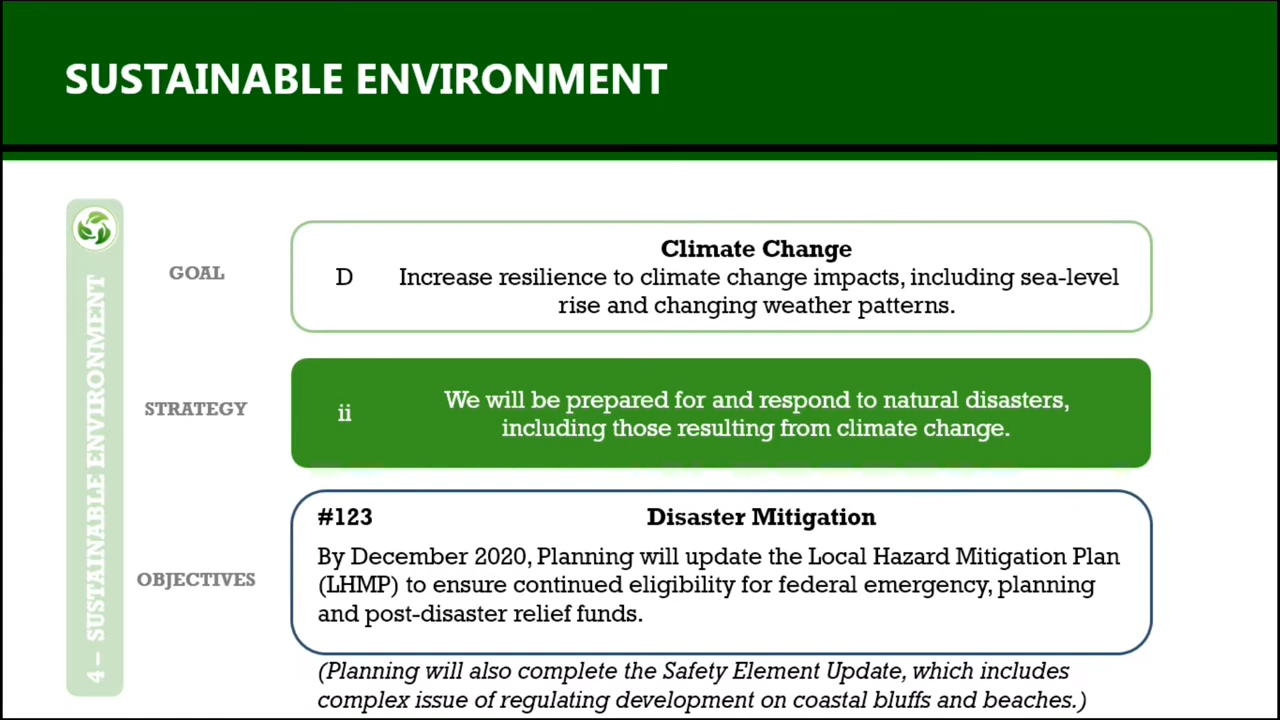 SUSTAINABLE ENVIRONMENT
4 – SUSTAINABLE ENVIRONMENT
GOAL
D
Climate Change
Increase resilience to climate change impacts, including sea-level
rise and changing weather patterns.
STRATEGY
ii
We will be prepared for and respond to natural disasters,
including those resulting from climate change.
OBJECTIVES
#123 Disaster Mitigation
By December 2020, Planning will update the Local Hazard Mitigation Plan
(LHMP) to ensure continued eligibility for federal emergency, planning
and post-disaster relief funds.
(Planning will also complete the Safety Element Update, which includes
complex issue of regulating development on coastal bluffs and beaches.)